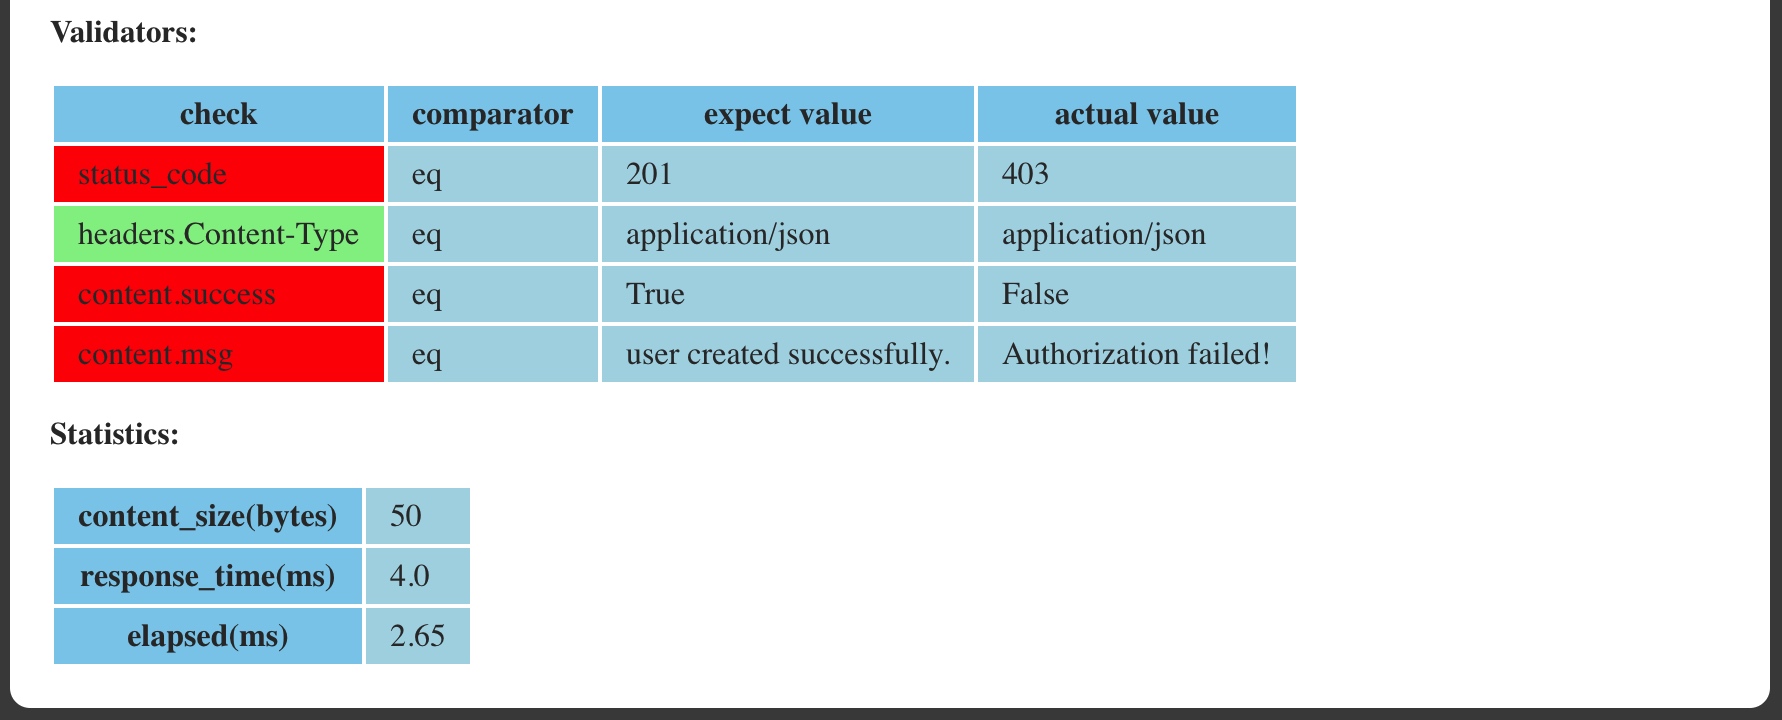 Validators:
check comparator expect value actual value
status_code eq 201 403
headers.Content-Type eq application/json application/json
content.success eq True False
content.msg eq user created successfully. Authorization failed!
Statistics:
content_size(bytes) 50
response_time(ms) 4.0
elapsed(ms) 2.65